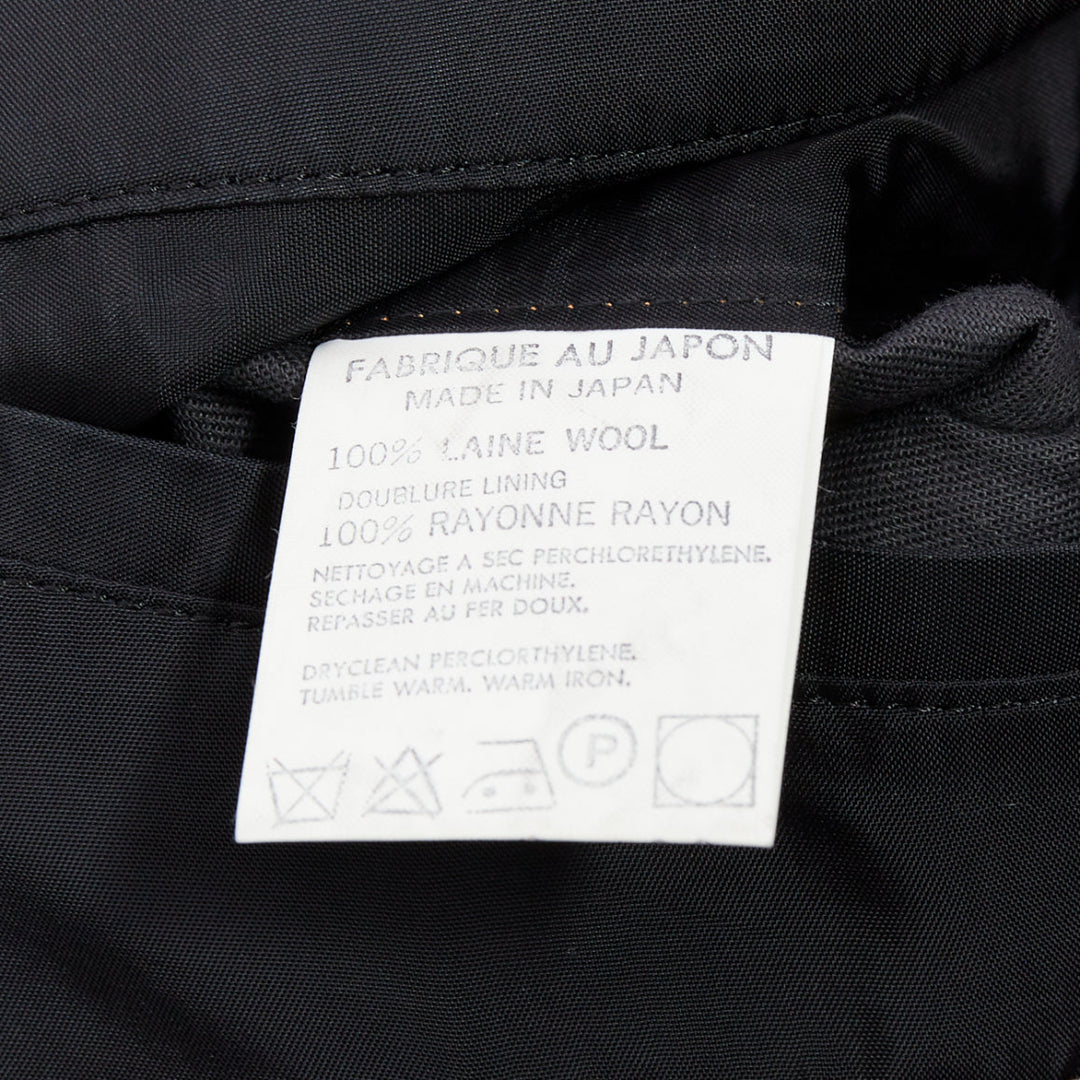 FABRIQUE AU JAPON
MADE IN JAPAN
100% LAINE WOOL
DOUBLURE LINING
100% RAYONNE RAYON
NETTOYAGE A SEC PERCHLORETHYLENE.
SECHAGE EN MACHINE.
REPASSER AU FER DOUX.
DRYCLEAN PERCLORTHYLENE.
TUMBLE WARM. WARM IRON.
P